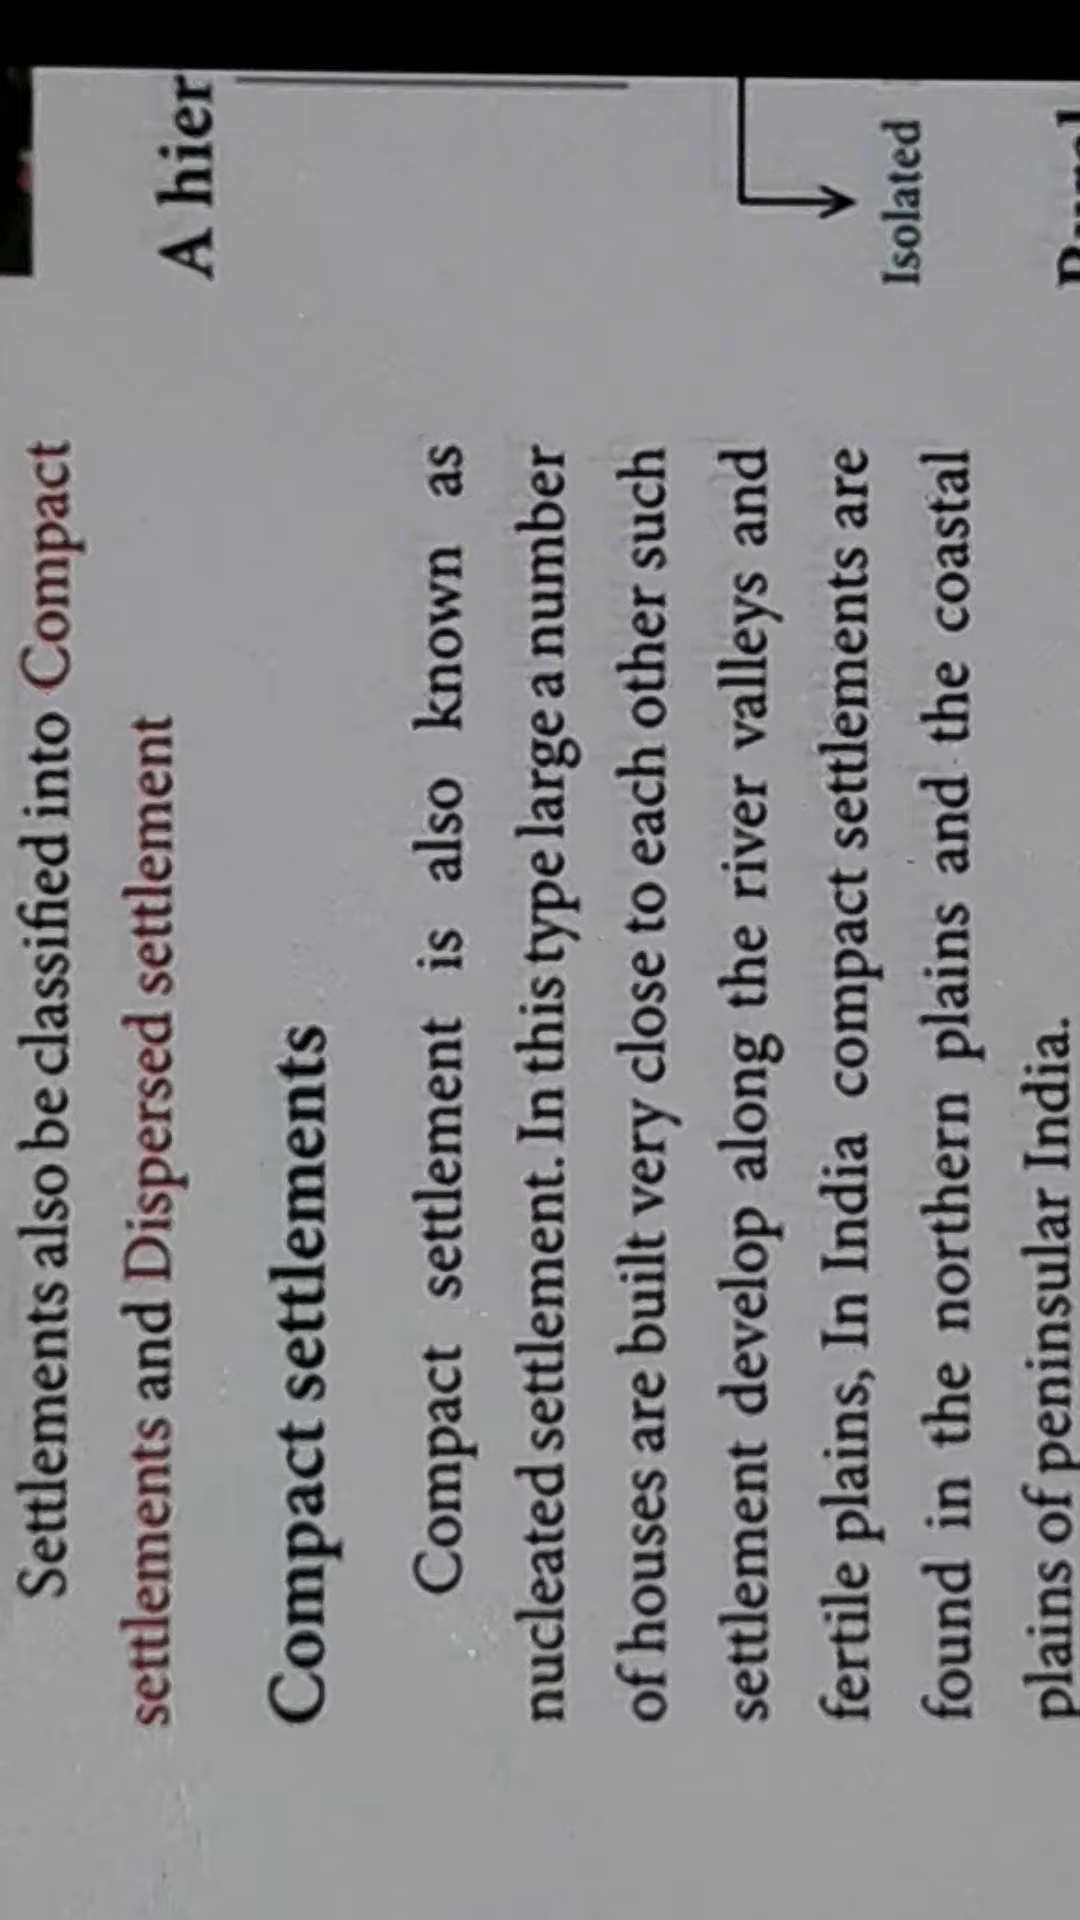 Settlements also be classified into Compact
settlements and Dispersed settlement
Compact settlements
Compact settlement is also known as
nucleated settlement. In this type large a number
of houses are built very close to each other such
settlement develop along the river valleys and
fertile plains, In India compact settlements are
found in the northern plains and the coastal
plains of peninsular India.
A hier
Isolated